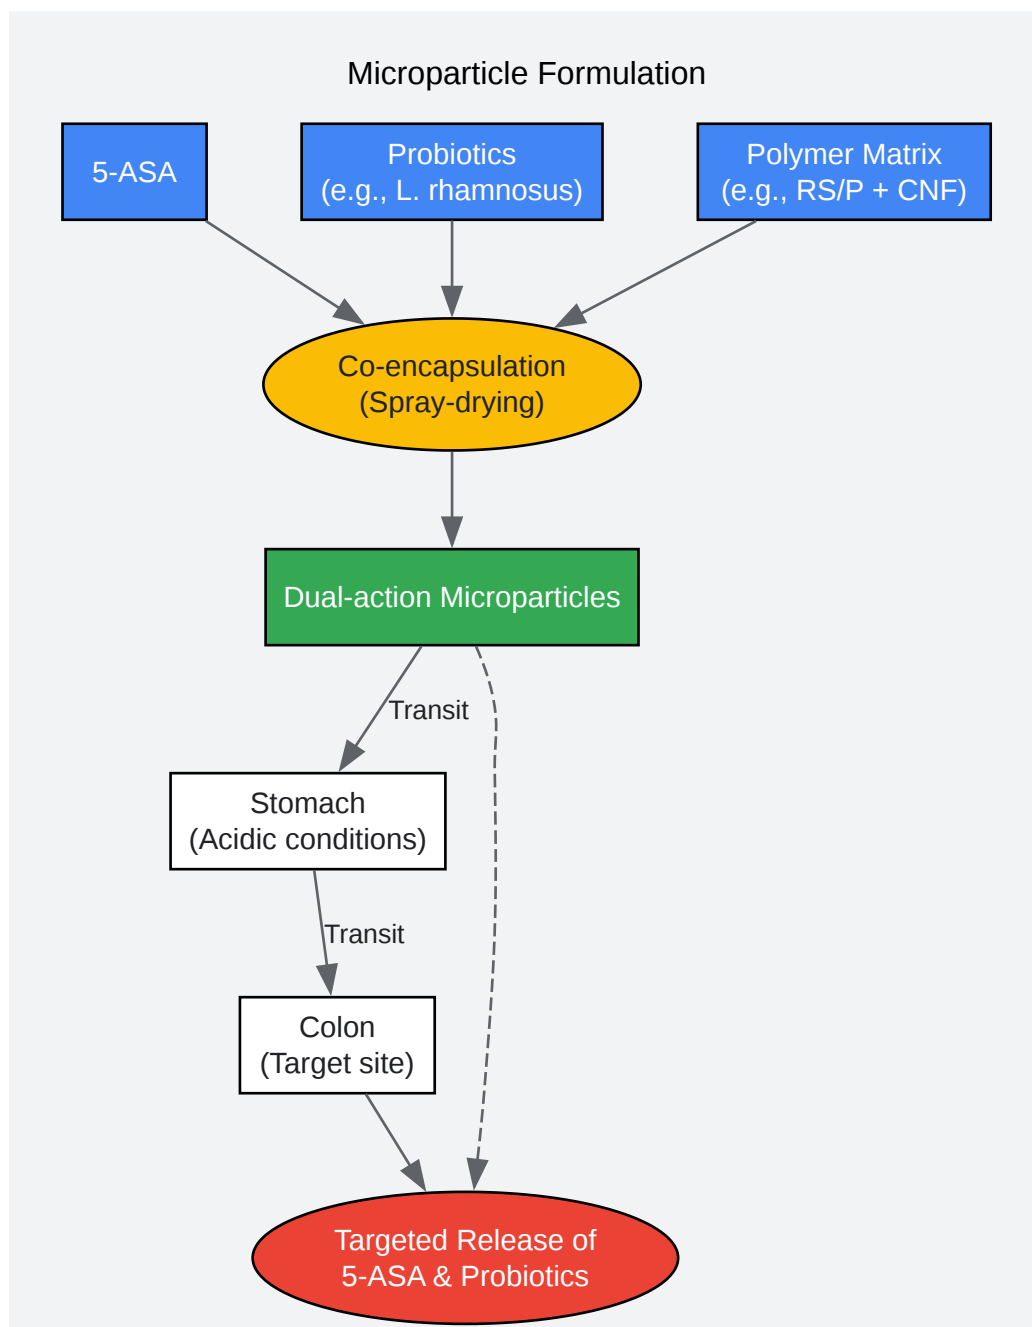 Microparticle Formulation
5-ASA
Probiotics
(e.g., L. rhamnosus)
Polymer Matrix
(e.g., RS/P + CNF)
Co-encapsulation
(Spray-drying)
Dual-action Microparticles
Transit
Stomach
(Acidic conditions)
Transit
Colon
(Target site)
Targeted Release of
5-ASA & Probiotics